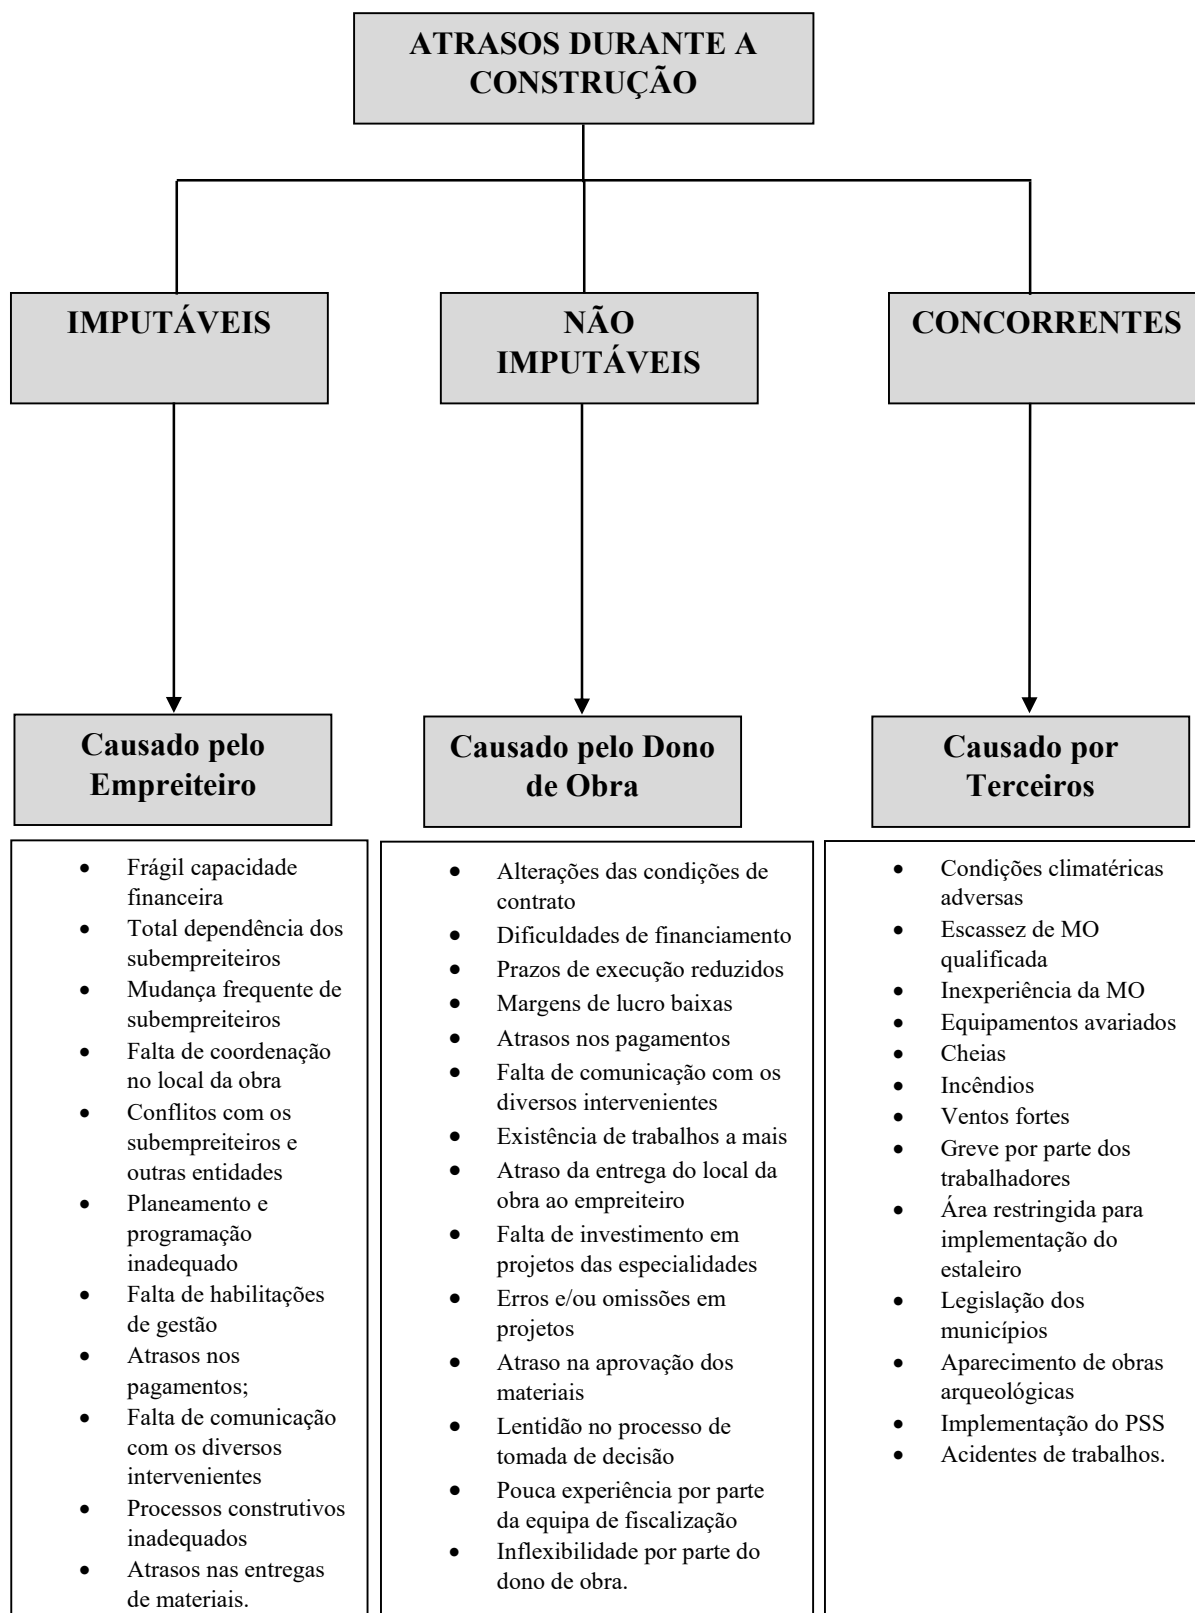 ATRASOS DURANTE A
CONSTRUÇÃO
IMPUTÁVEIS
NÃO
IMPUTÁVEIS
CONCORRENTES
Causado pelo
Empreiteiro
Causado pelo Dono
de Obra
Causado por
Terceiros
• Frágil capacidade
financeira
• Total dependência dos
subempreiteiros
• Mudança frequente de
subempreiteiros
• Falta de coordenação
no local da obra
• Conflitos com os
subempreiteiros e
outras entidades
• Planeamento e
programação
inadequado
• Falta de habilitações
de gestão
• Atrasos nos
pagamentos;
• Falta de comunicação
com os diversos
intervenientes
• Processos construtivos
inadequados
• Atrasos nas entregas
de materiais.
• Alterações das condições de
contrato
• Dificuldades de financiamento
• Prazos de execução reduzidos
• Margens de lucro baixas
• Atrasos nos pagamentos
• Falta de comunicação com os
diversos intervenientes
• Existência de trabalhos a mais
• Atraso da entrega do local da
obra ao empreiteiro
• Falta de investimento em
projetos das especialidades
• Erros e/ou omissões em
projetos
• Atraso na aprovação dos
materiais
• Lentidão no processo de
tomada de decisão
• Pouca experiência por parte
da equipa de fiscalização
• Inflexibilidade por parte do
dono de obra.
• Condições climatéricas
adversas
• Escassez de MO
qualificada
• Inexperiência da MO
• Equipamentos avariados
• Cheias
• Incêndios
• Ventos fortes
• Greve por parte dos
trabalhadores
• Área restringida para
implementação do
estaleiro
• Legislação dos
municípios
• Aparecimento de obras
arqueológicas
• Implementação do PSS
• Acidentes de trabalhos.